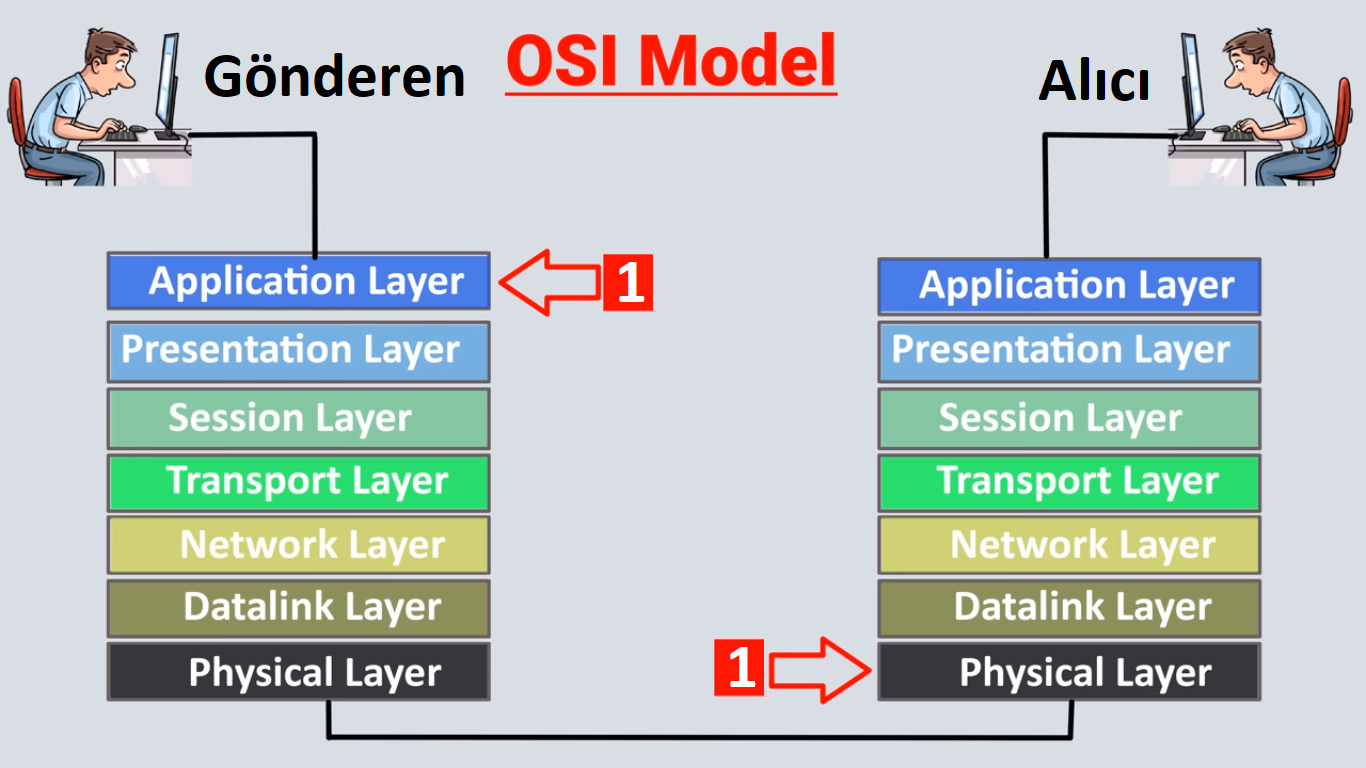 Gönderen
OSI Model
Alıcı
Application Layer
1
Presentation Layer
Session Layer
Transport Layer
Network Layer
Datalink Layer
Physical Layer
Application Layer
Presentation Layer
Session Layer
Transport Layer
Network Layer
Datalink Layer
1
Physical Layer